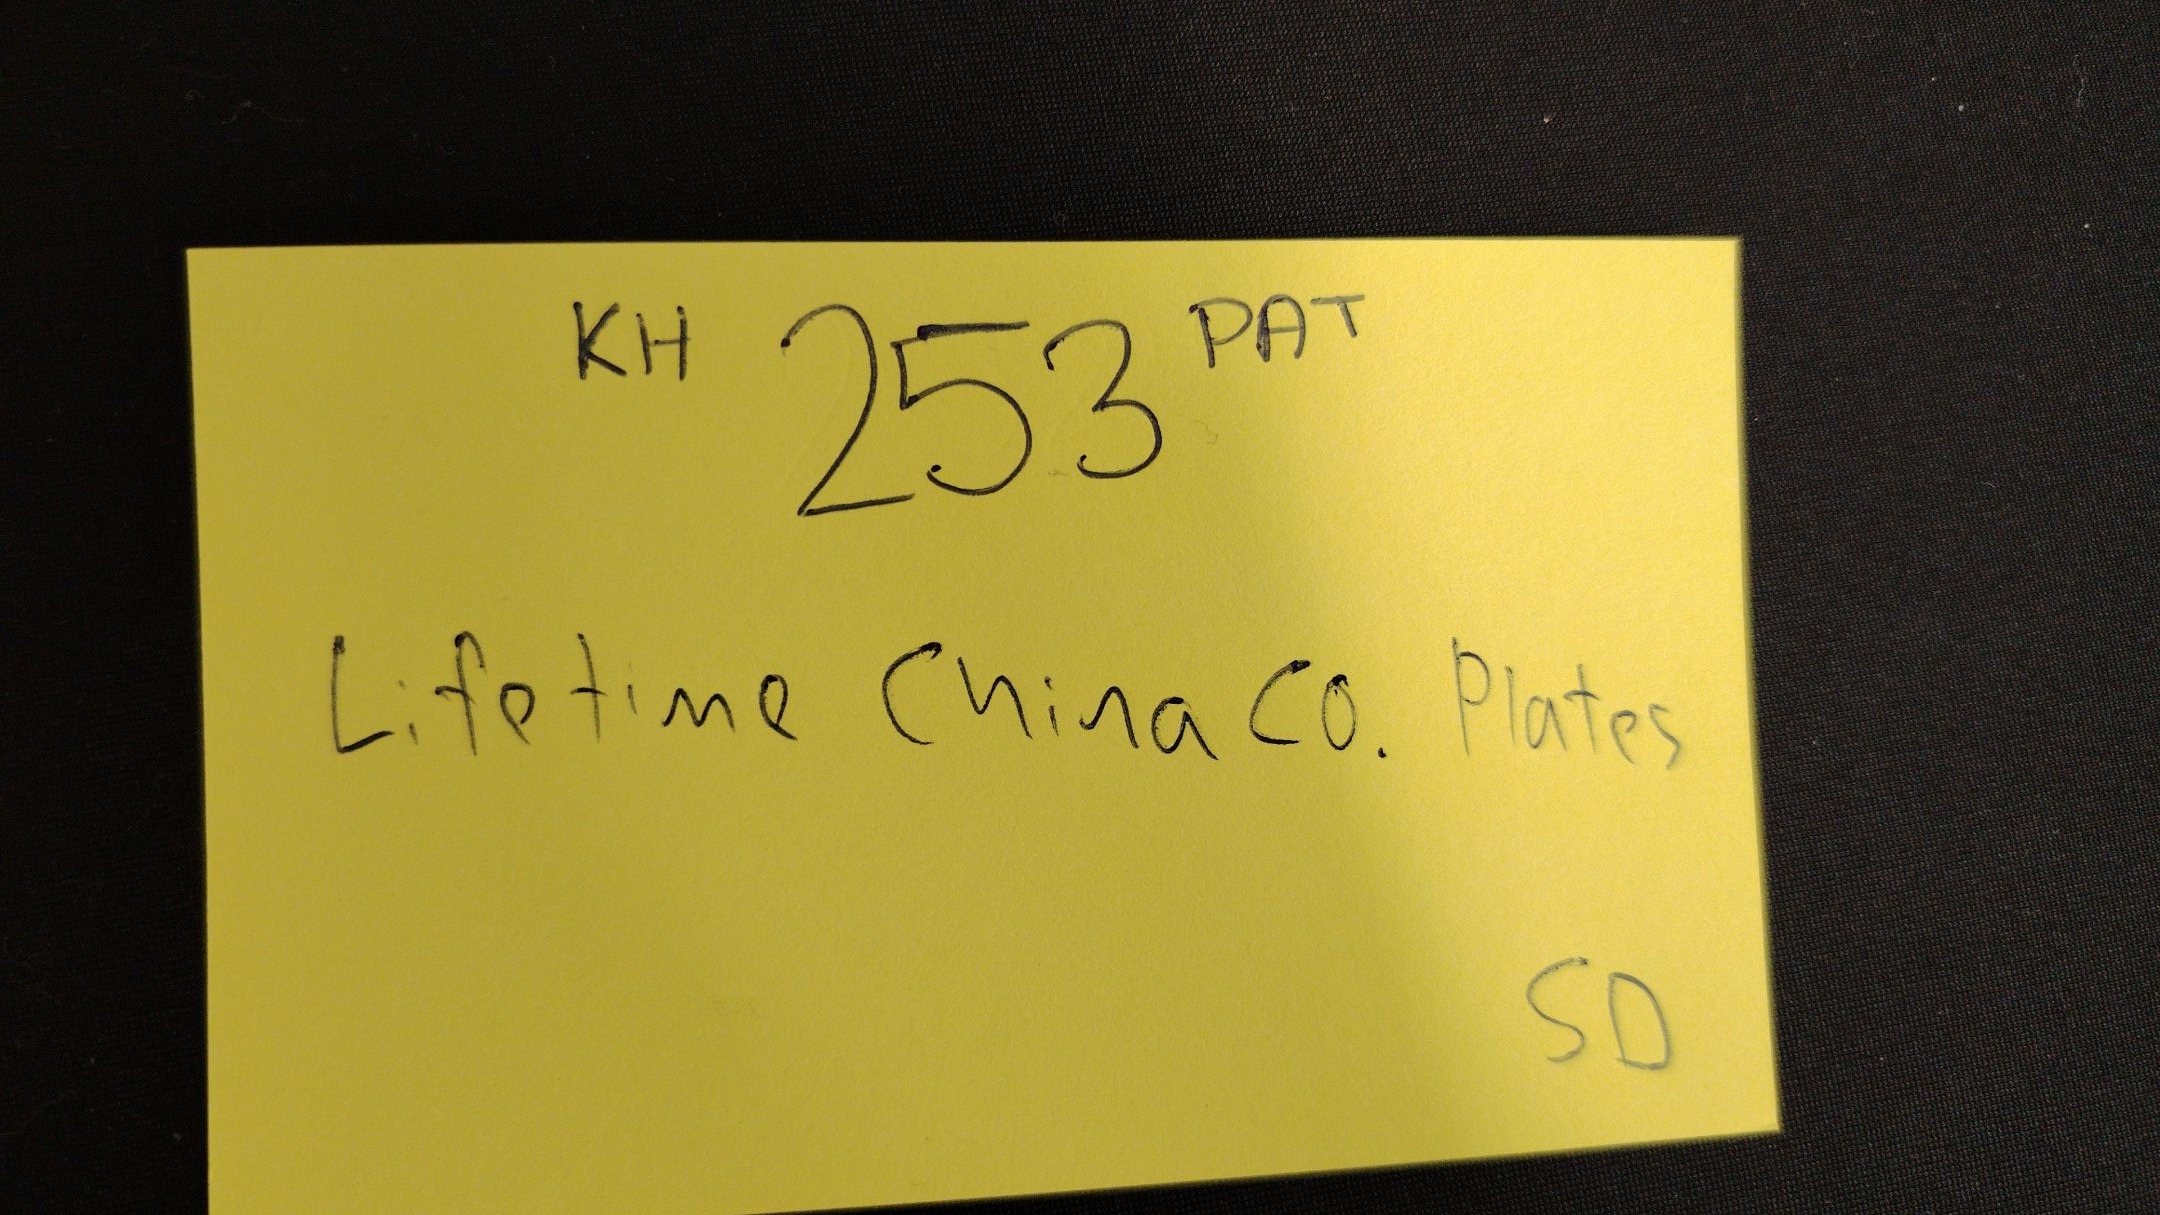 KH 253 PAT
Lifetime China Co. Plates
SD